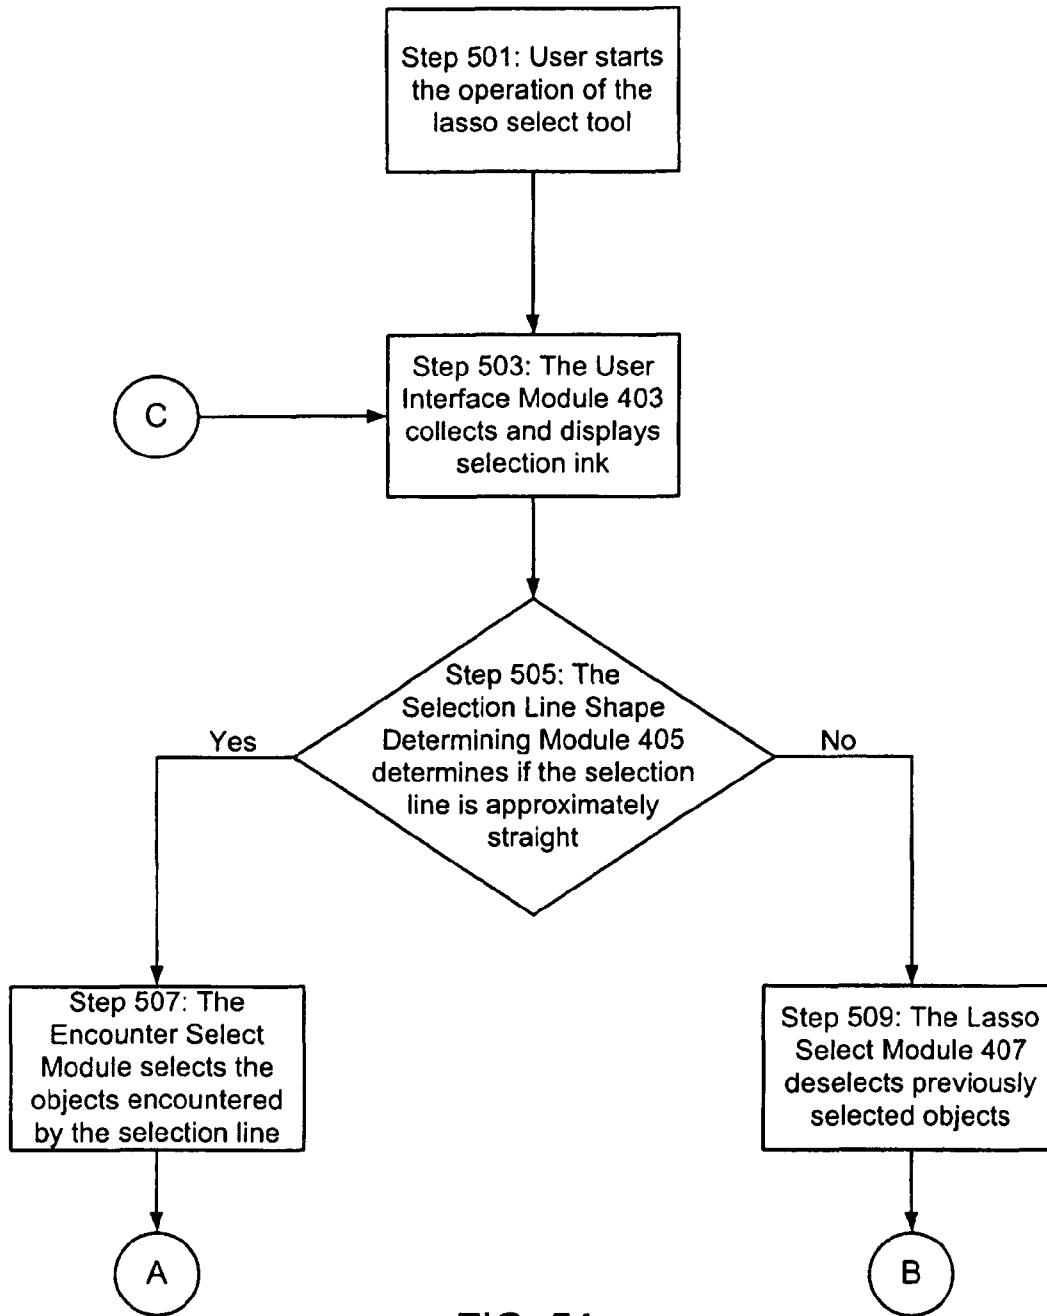 Step 501: User starts
the operation of the
lasso select tool
C
Step 503: The User
Interface Module 403
collects and displays
selection ink
Step 505: The
Selection Line Shape
Determining Module 405
determines if the selection
line is approximately
straight
Yes
No
Step 507: The
Encounter Select
Module selects the
objects encountered
by the selection line
Step 509: The Lasso
Select Module 407
deselects previously
selected objects
A
B
FIG. 5A